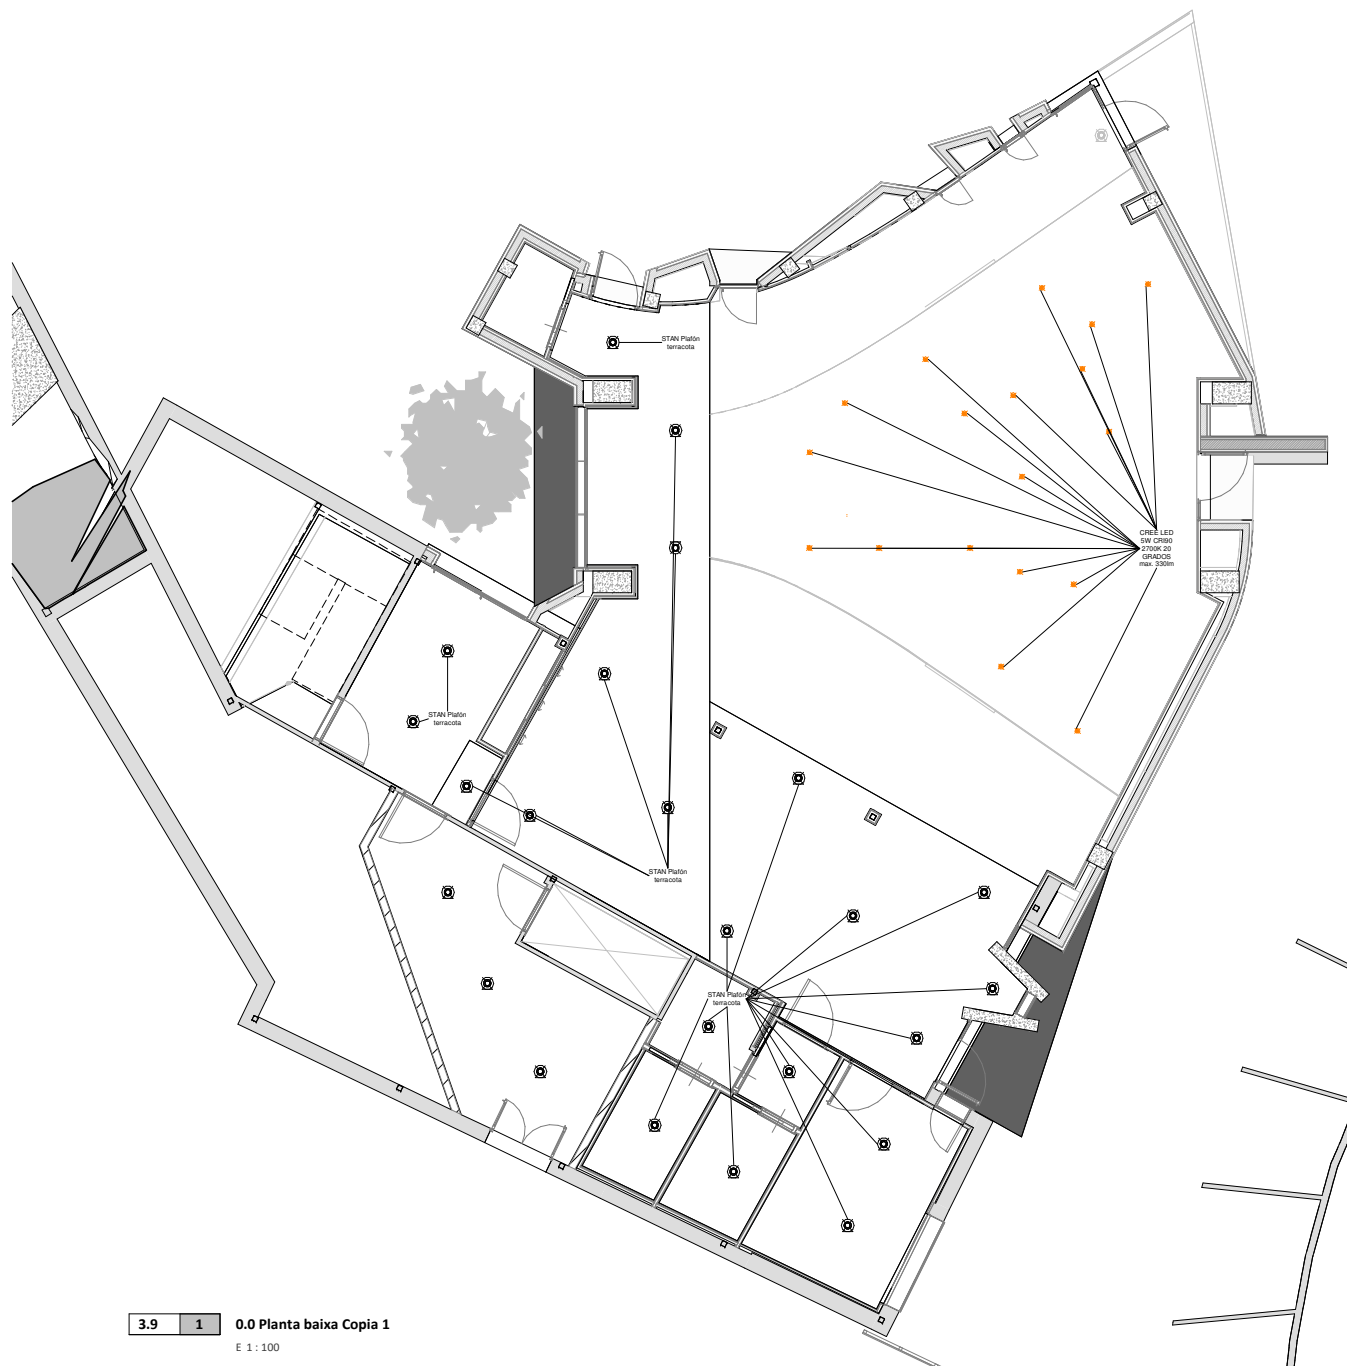 STAN Plafón
terracota
CREE LED
5W CRI90
2700K 20
GRADOS
max. 330lm
STAN Plafón
terracota
STAN Plafón
terracota
STAN Plafón
terracota
3.9 1 0.0 Planta baixa Copia 1
E 1 : 100